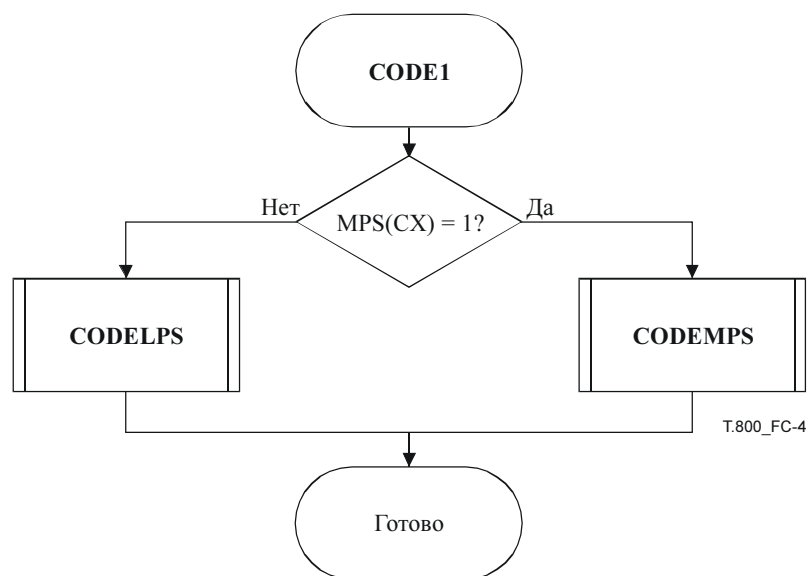 CODE1
Нет
MPS(CX) = 1?
Да
CODELPS
CODEMPS
T.800_FC-4
Готово